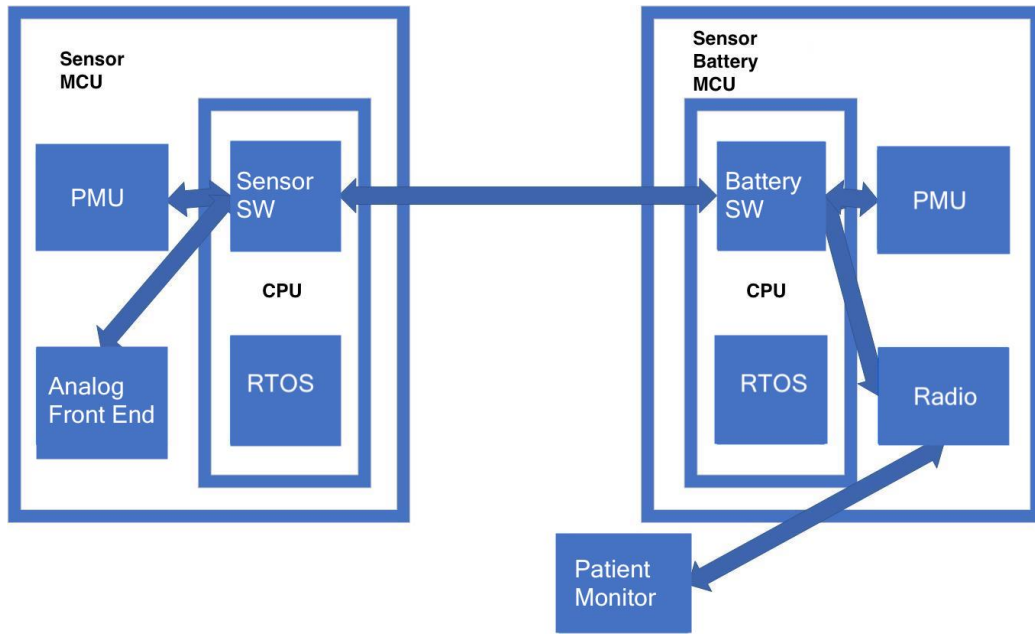 Sensor
MCU
PMU
Sensor
SW
CPU
Analog
Front End
RTOS
Sensor
Battery
MCU
Battery
SW
PMU
CPU
RTOS
Radio
Patient
Monitor